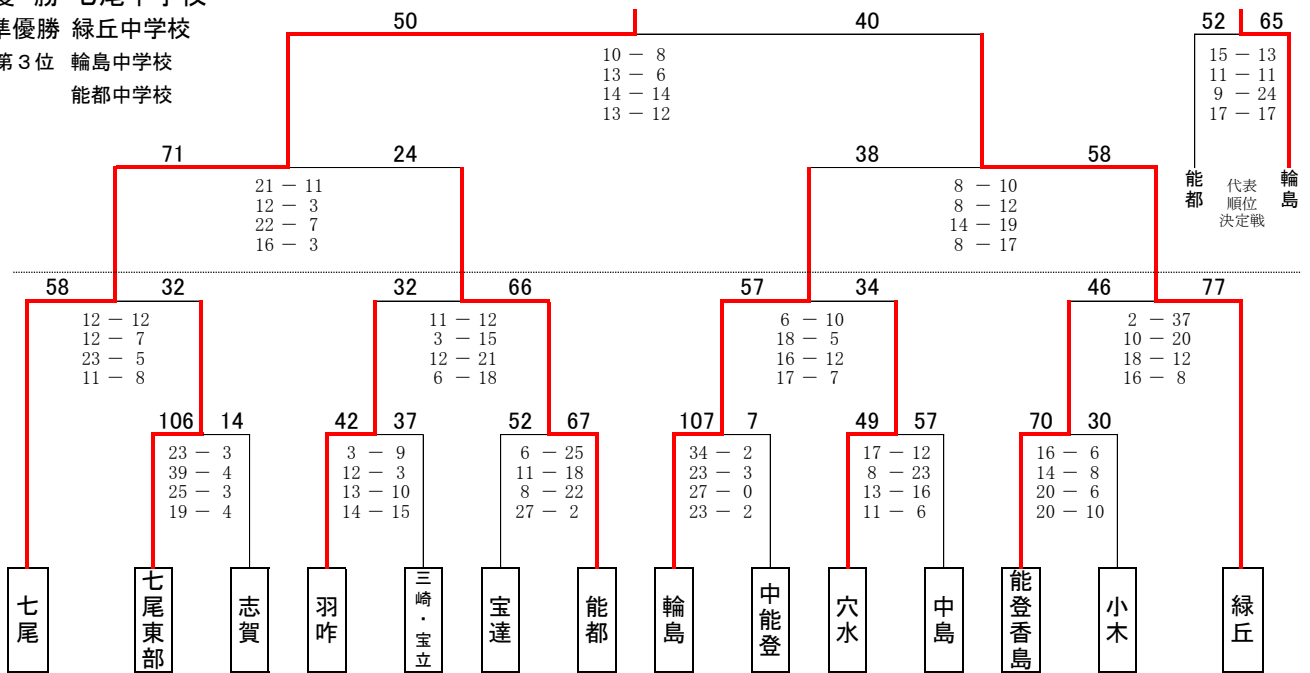 優 勝 七尾中学校
準優勝 緑丘中学校
第３位 輪島中学校
能都中学校
50 40
10 － 8
13 － 6
14 － 14
13 － 12
52 65
15 － 13
11 － 11
9 － 24
17 － 17
能都
代表
順位
決定戦
輪島
71 24
21 － 11
12 － 3
22 － 7
16 － 3
38 58
8 － 10
8 － 12
14 － 19
8 － 17
58 32
12 － 12
12 － 7
23 － 5
11 － 8
32 66
11 － 12
3 － 15
12 － 21
6 － 18
57 34
6 － 10
18 － 5
16 － 12
17 － 7
46 77
2 － 37
10 － 20
18 － 12
16 － 8
106 14
23 － 3
39 － 4
25 － 3
19 － 4
42 37
3 － 9
12 － 3
13 － 10
14 － 15
52 67
6 － 25
11 － 18
8 － 22
27 － 2
107 7
34 － 2
23 － 3
27 － 0
23 － 2
49 57
17 － 12
8 － 23
13 － 16
11 － 6
70 30
16 － 6
14 － 8
20 － 6
20 － 10
七尾
七尾東部
志賀
羽咋
三崎・宝立
宝達
能都
輪島
中能登
穴水
中島
能登香島
小木
緑丘